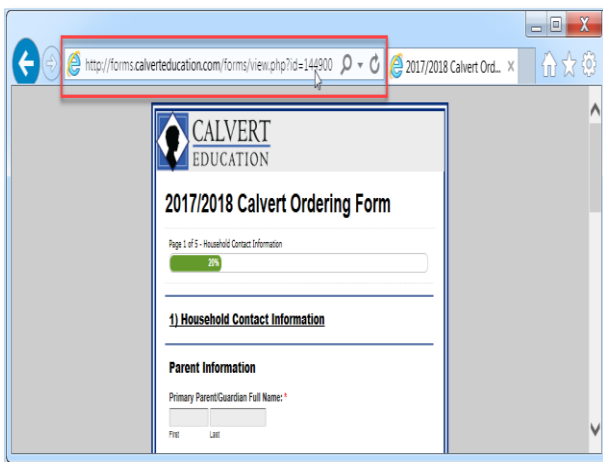 http://forms.calverteducation.com/forms/view.php?id=144900
2017/2018 Calvert Ord...
CALVERT
EDUCATION
2017/2018 Calvert Ordering Form
Page 1 of 5 - Household Contact Information
20%
1) Household Contact Information
Parent Information
Primary Parent/Guardian Full Name: *
First Last